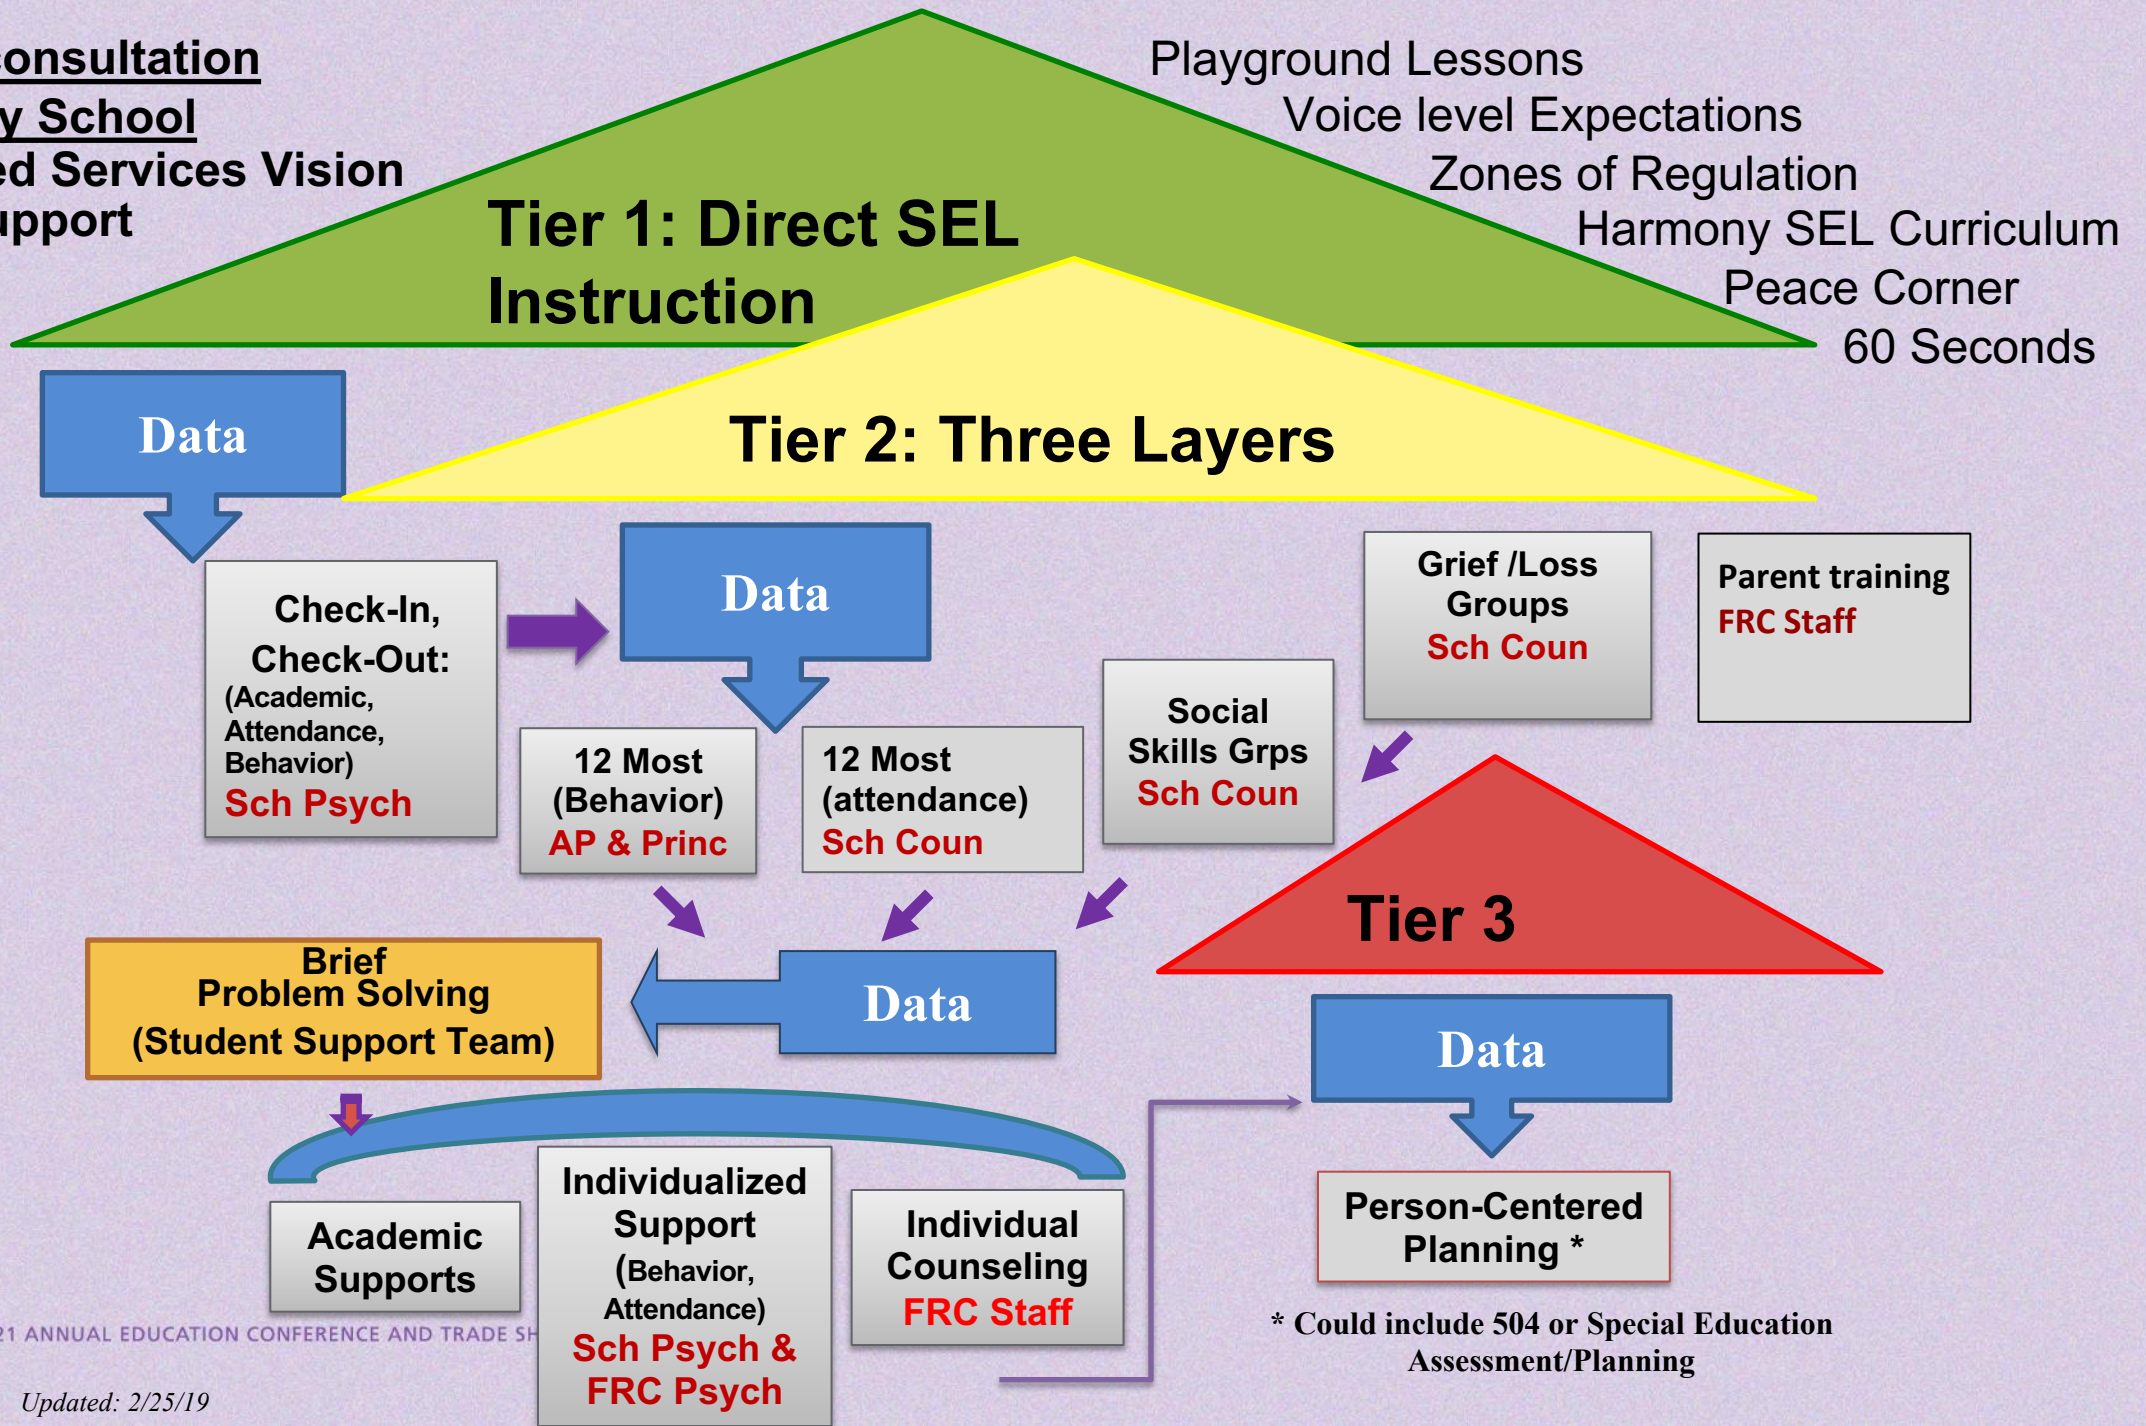 onsultation
y School
ed Services Vision
upport
Playground Lessons
Voice level Expectations
Zones of Regulation
Harmony SEL Curriculum
Peace Corner
60 Seconds
Tier 1: Direct SEL
Instruction
Data
Tier 2: Three Layers
Check-In,
Check-Out:
(Academic,
Attendance,
Behavior)
Sch Psych
Data
12 Most
(Behavior)
AP & Princ
12 Most
(attendance)
Sch Coun
Social
Skills Grps
Sch Coun
Grief /Loss
Groups
Sch Coun
Parent training
FRC Staff
Tier 3
Brief
Problem Solving
(Student Support Team)
Data
Data
Academic
Supports
Individualized
Support
(Behavior,
Attendance)
Sch Psych &
FRC Psych
Individual
Counseling
FRC Staff
Person-Centered
Planning *
* Could include 504 or Special Education
Assessment/Planning
21 ANNUAL EDUCATION CONFERENCE AND TRADE SH
Updated: 2/25/19